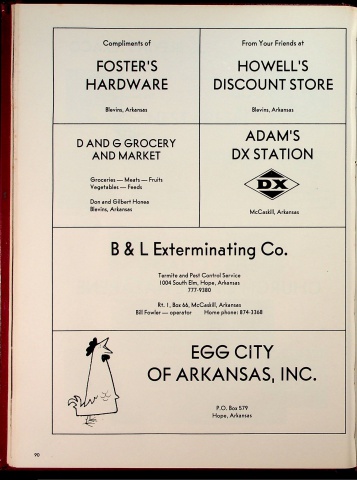 Compliments of
FOSTER'S
HARDWARE
Blevins, Arkansas
From Your Friends at
HOWELL'S
DISCOUNT STORE
Blevins, Arkansas
D AND G GROCERY
AND MARKET
Groceries — Meats — Fruits
Vegetables — Feeds
Don and Gilbert Honea
Blevins, Arkansas
ADAM'S
DX STATION
DX
McCaskill, Arkansas
B & L Exterminating Co.
Termite and Pest Control Service
1004 South Elm, Hope, Arkansas
777-9380
Rt. 1, Box 66, McCaskill, Arkansas
Bill Fowler — operator Home phone: 874-3368
EGG CITY
OF ARKANSAS, INC.
P.O. Box 579
Hope, Arkansas
90